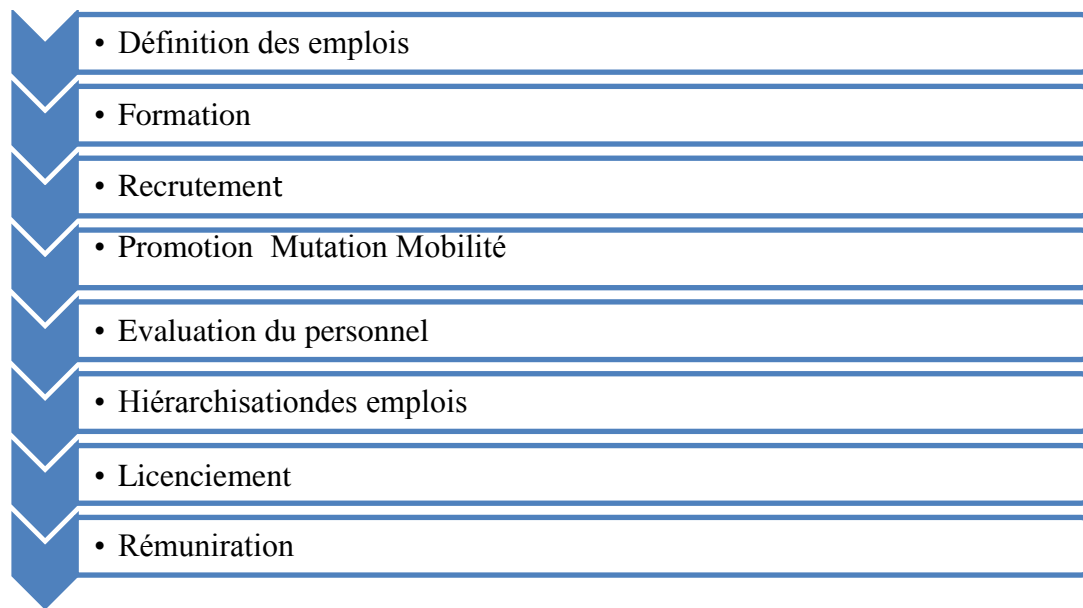 • Définition des emplois
• Formation
• Recrutement
• Promotion  Mutation Mobilité
• Evaluation du personnel
• Hiérarchisationdes emplois
• Licenciement
• Rémuniration